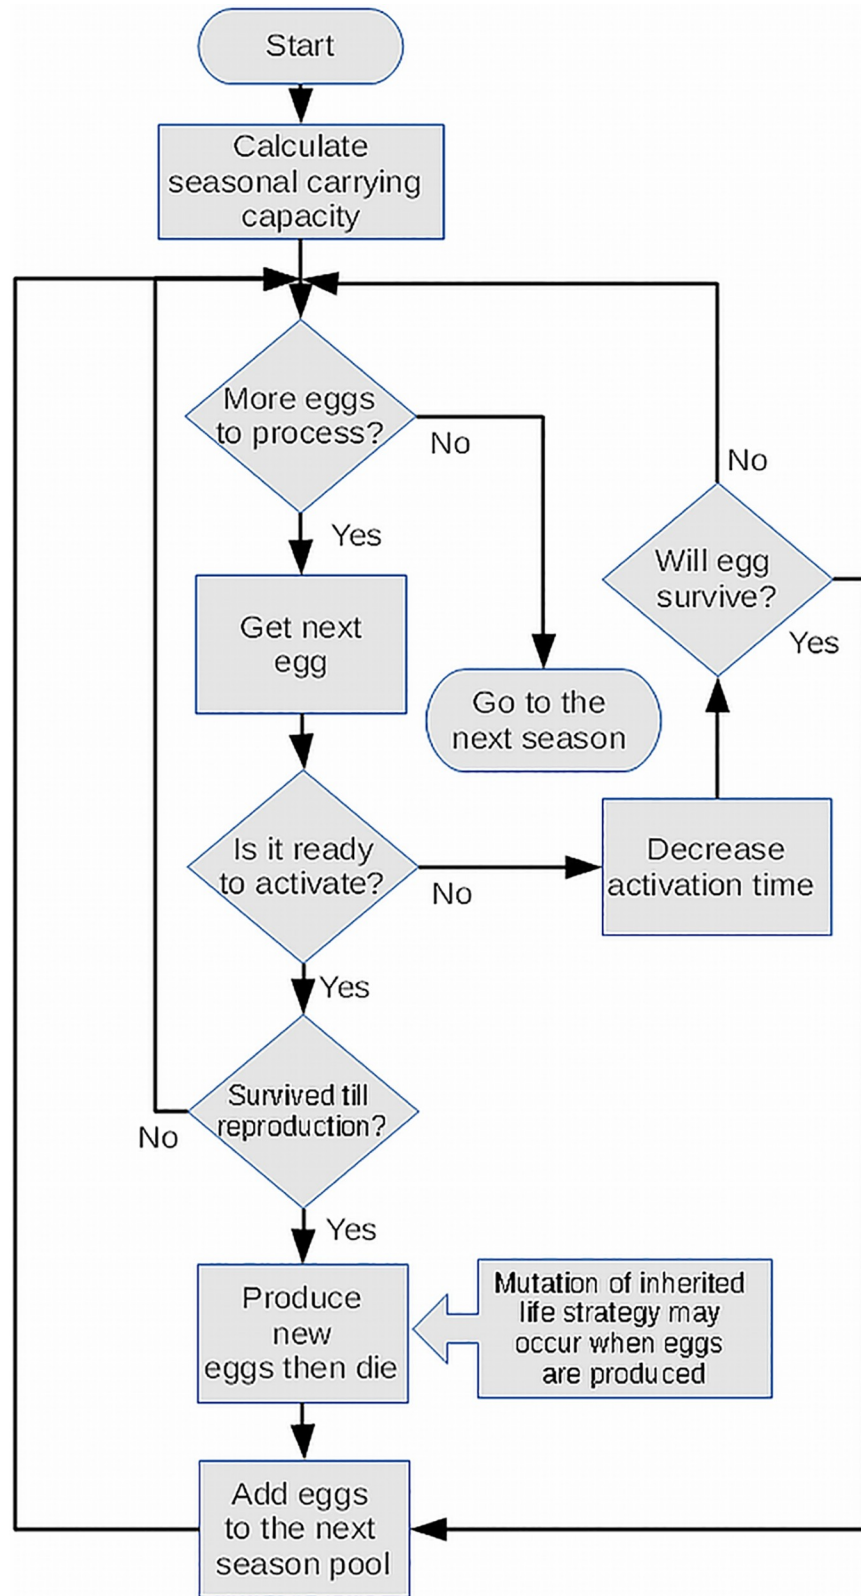 Start
Calculate
seasonal carrying
capacity
More eggs
to process?
No
Yes
No
Will egg
survive?
Yes
Get next
egg
Go to the
next season
Is it ready
to activate?
No
Decrease
activation time
Yes
Survived till
reproduction?
No
Yes
Produce
new
eggs then die
Mutation of inherited
life strategy may
occur when eggs
are produced
Add eggs
to the next
season pool